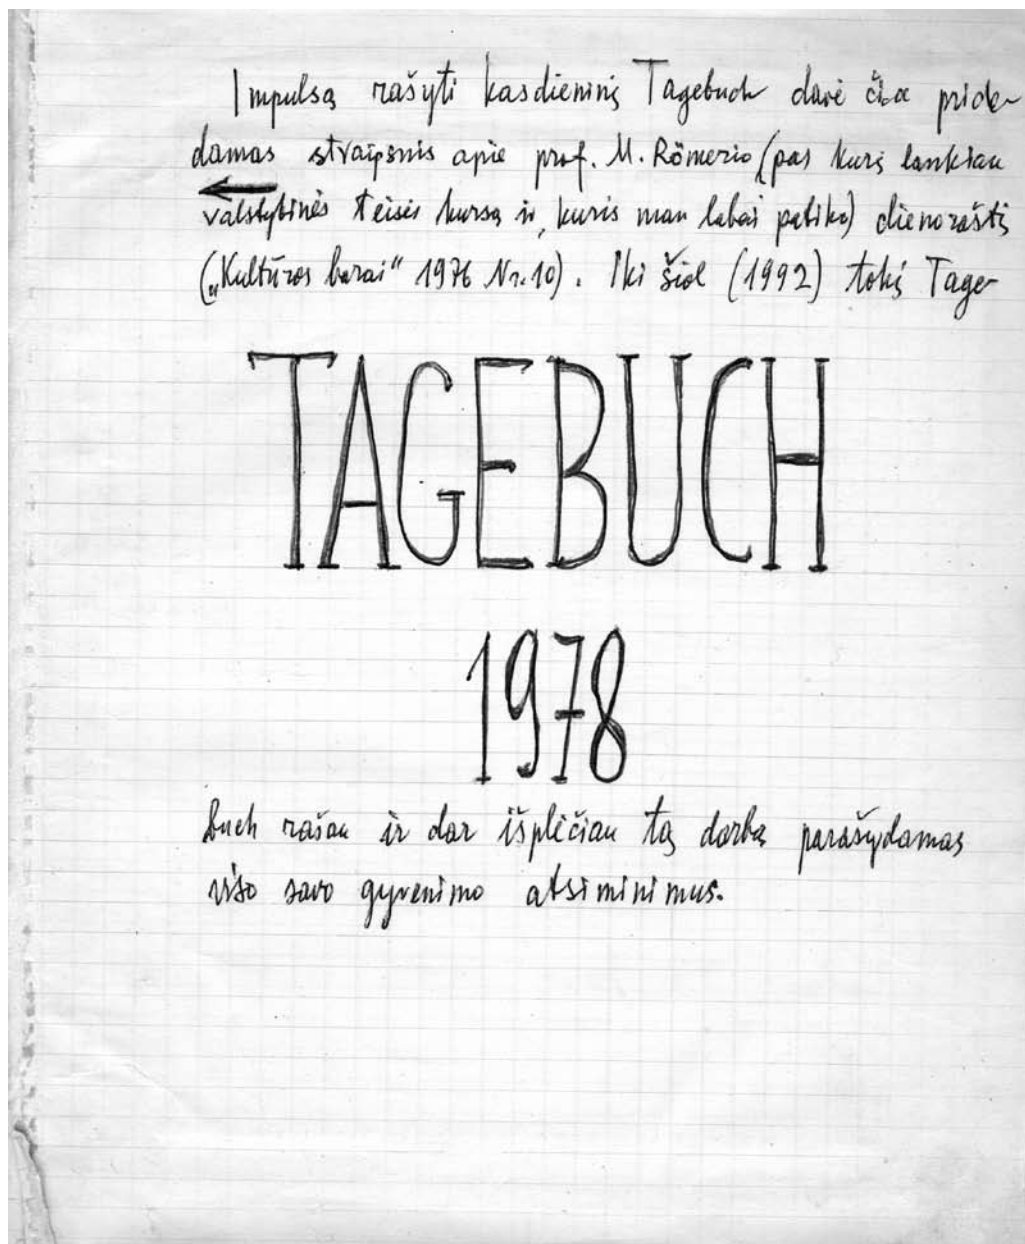 Impulsą rašyti kasdieninį Tagebuch davė čia pride-
damas straipsnis apie prof. M. Römerio (pas kurį lankiau
valstybinės teisės kursą ir, kuris man labai patiko) dienoraštį
(„Kultūros barai“ 1976 Nr. 10). Iki šiol (1992) tokį Tage-
TAGEBUCH
1978
buch rašau ir dar išplėčiau tą darbą parašydamas
viso savo gyvenimo atsiminimus.